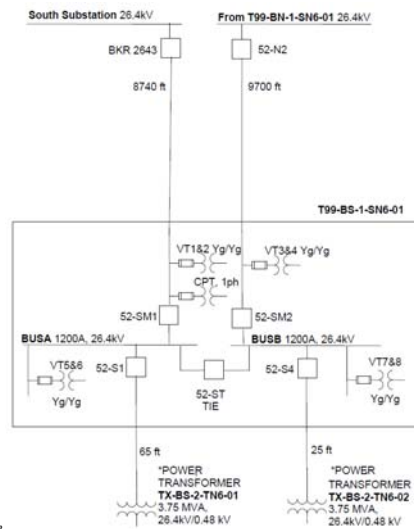 South Substation 26.4kV
From T99-BN-1-SN6-01 26.4kV
BKR 2643
52-N2
8740 ft
9700 ft
T99-BS-1-SN6-01
VT1&2 Yg/Yg
VT3&4 Yg/Yg
CPT, 1ph
52-SM1
52-SM2
BUSA 1200A, 26.4kV
BUSB 1200A, 26.4kV
52-S1
52-S4
VT5&6
VT7&8
Yg/Yg
Yg/Yg
52-ST
TIE
65 ft
25 ft
*POWER
TRANSFORMER
TX-BS-2-TN6-01
3.75 MVA,
26.4kV/0.48 kV
*POWER
TRANSFORMER
TX-BS-2-TN6-02
3.75 MVA,
26.4kV/0.48 kV